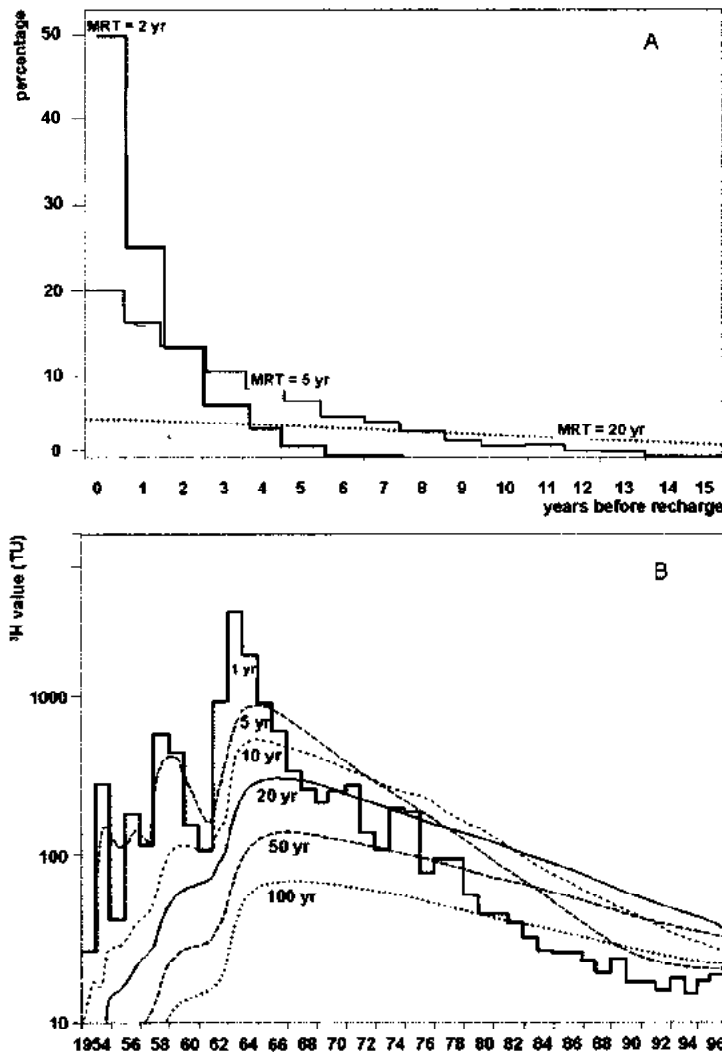 50
MRT = 2 yr
A
percentage
40
30
20
10
MRT = 5 yr
MRT = 20 yr
0
0 1 2 3 4 5 6 7 8 9 10 11 12 13 14 15
years before recharge
B
³H value (TU)
1 yr
1000
5 yr
10 yr
20 yr
100
50 yr
100 yr
10
1954 56 58 60 62 64 66 68 70 72 74 76 78 80 82 84 86 88 90 92 94 96